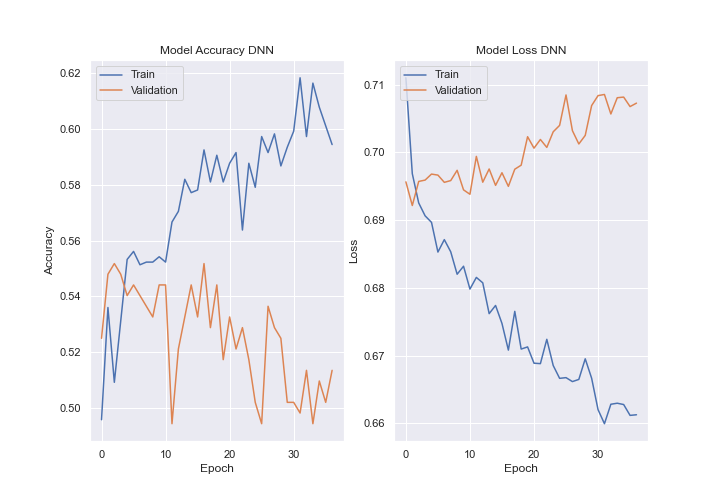 Model Accuracy DNN
Train
Validation
0.62
0.60
0.58
0.56
0.54
0.52
0.50
Accuracy
0
10
20
30
Epoch
Model Loss DNN
Train
Validation
0.71
0.70
0.69
0.68
0.67
0.66
Loss
0
10
20
30
Epoch